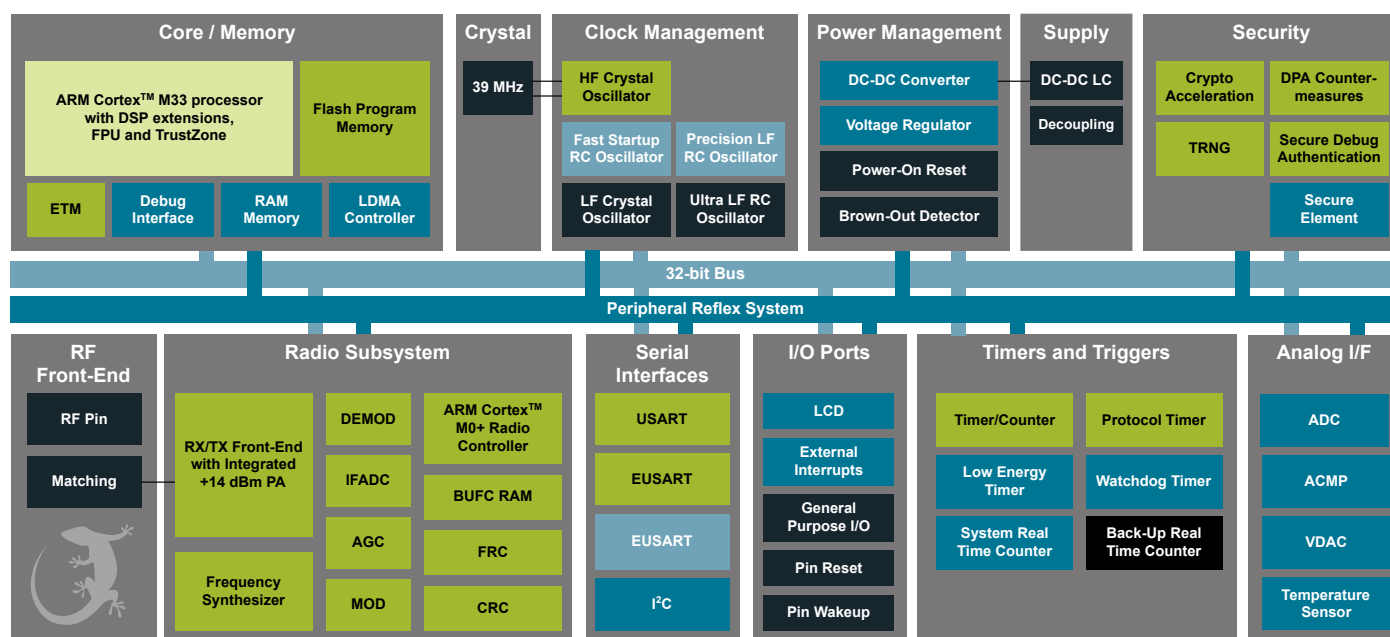 Core / Memory
ARM Cortex™ M33 processor
with DSP extensions,
FPU and TrustZone
Flash Program
Memory
ETM
Debug
Interface
RAM
Memory
LDMA
Controller
Crystal
39 MHz
Clock Management
HF Crystal
Oscillator
Fast Startup
RC Oscillator
Precision LF
RC Oscillator
LF Crystal
Oscillator
Ultra LF RC
Oscillator
Power Management
DC-DC Converter
Voltage Regulator
Power-On Reset
Brown-Out Detector
Supply
DC-DC LC
Decoupling
Security
Crypto
Acceleration
DPA Counter-
measures
TRNG
Secure Debug
Authentication
Secure
Element
32-bit Bus
Peripheral Reflex System
RF
Front-End
RF Pin
Matching
Radio Subsystem
RX/TX Front-End
with Integrated
+14 dBm PA
Frequency
Synthesizer
DEMOD
IFADC
AGC
MOD
ARM Cortex™
M0+ Radio
Controller
BUFC RAM
FRC
CRC
Serial
Interfaces
USART
EUSART
EUSART
I²C
I/O Ports
LCD
External
Interrupts
General
Purpose I/O
Pin Reset
Pin Wakeup
Timers and Triggers
Timer/Counter
Protocol Timer
Low Energy
Timer
Watchdog Timer
System Real
Time Counter
Back-Up Real
Time Counter
Analog I/F
ADC
ACMP
VDAC
Temperature
Sensor